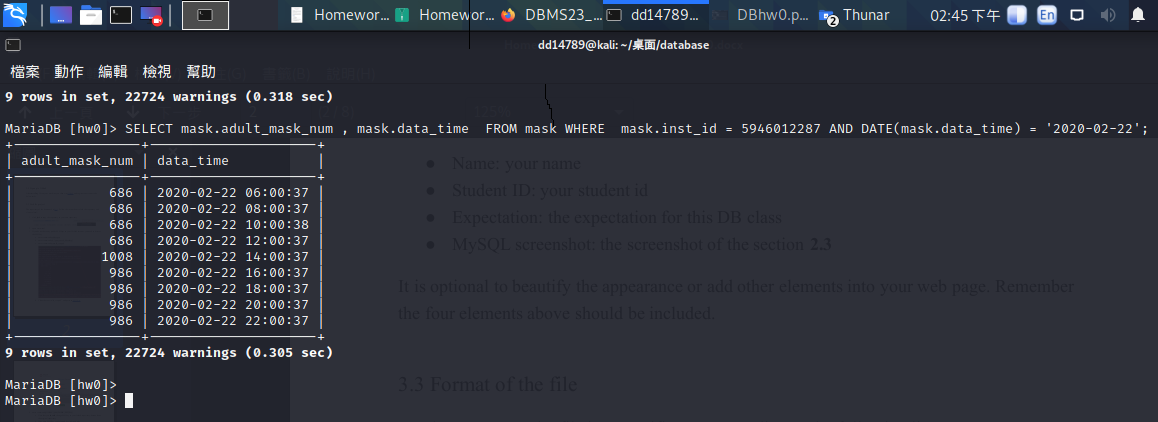 Homewor...
Homewor...
DBMS23_...
dd14789...
DBhw0.p...
2
Thunar
02:45 下午
En
dd14789@kali: ~/桌面/database
檔案 動作 編輯 檢視 幫助
9 rows in set, 22724 warnings (0.318 sec)
MariaDB [hw0]> SELECT mask.adult_mask_num , mask.data_time  FROM mask WHERE  mask.inst_id = 5946012287 AND DATE(mask.data_time) = '2020-02-22';
| adult_mask_num | data_time |
| 686 | 2020-02-22 06:00:37 |
| 686 | 2020-02-22 08:00:37 |
| 686 | 2020-02-22 10:00:38 |
| 686 | 2020-02-22 12:00:37 |
| 1008 | 2020-02-22 14:00:37 |
| 986 | 2020-02-22 16:00:37 |
| 986 | 2020-02-22 18:00:37 |
| 986 | 2020-02-22 20:00:37 |
| 986 | 2020-02-22 22:00:37 |
9 rows in set, 22724 warnings (0.305 sec)
MariaDB [hw0]>
MariaDB [hw0]>
● Name: your name
● Student ID: your student id
● Expectation: the expectation for this DB class
● MySQL screenshot: the screenshot of the section 2.3
It is optional to beautify the appearance or add other elements into your web page. Remember
the four elements above should be included.
3.3 Format of the file